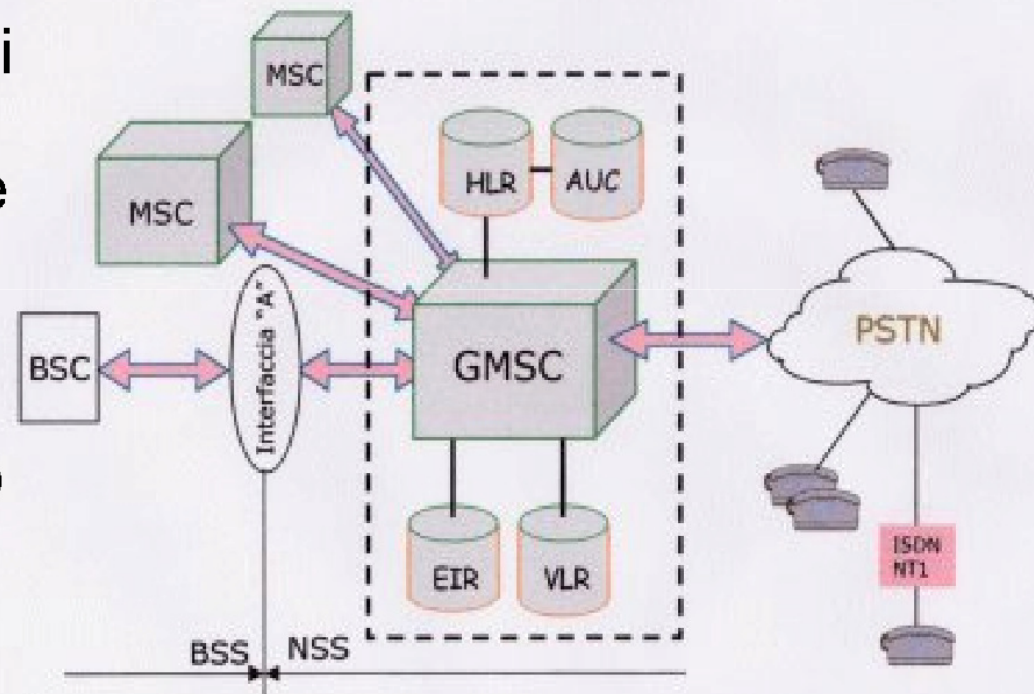 i
MSC
MSC
e
HLR
AUC
BSC
Interfaccia "A"
GMSC
PSTN
EIR
VLR
ISDN
NT1
BSS
NSS